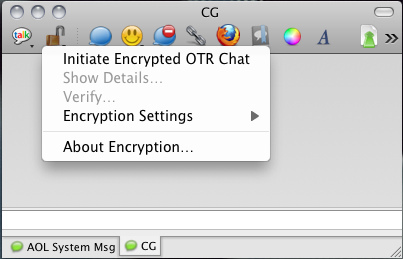 CG
talk
A
Initiate Encrypted OTR Chat
Show Details...
Verify...
Encryption Settings
About Encryption...
AOL System Msg CG